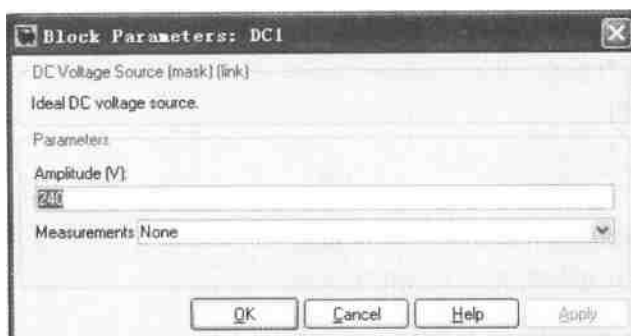 Block Parameters: DC1
DC Voltage Source (mask) (link)
Ideal DC voltage source.
Parameters
Amplitude (V):
240
Measurements None
OK Cancel Help Apply